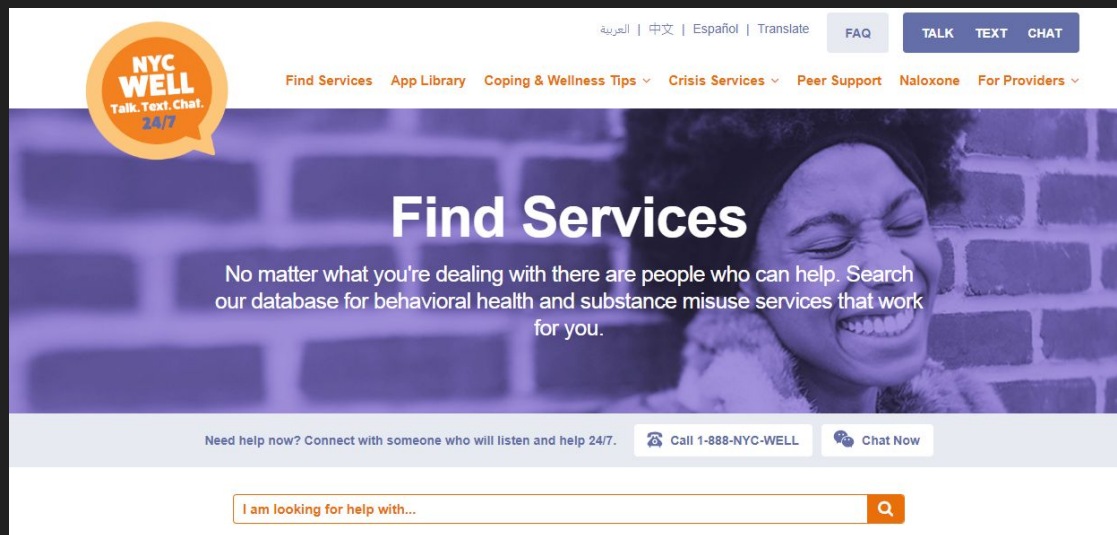 العربية | 中文 | Español | Translate
FAQ
TALK TEXT CHAT
NYC
WELL
Talk. Text. Chat.
24/7
Find Services App Library Coping & Wellness Tips Crisis Services Peer Support Naloxone For Providers
Find Services
No matter what you're dealing with there are people who can help. Search
our database for behavioral health and substance misuse services that work
for you.
Need help now? Connect with someone who will listen and help 24/7.
Call 1-888-NYC-WELL
Chat Now
I am looking for help with...